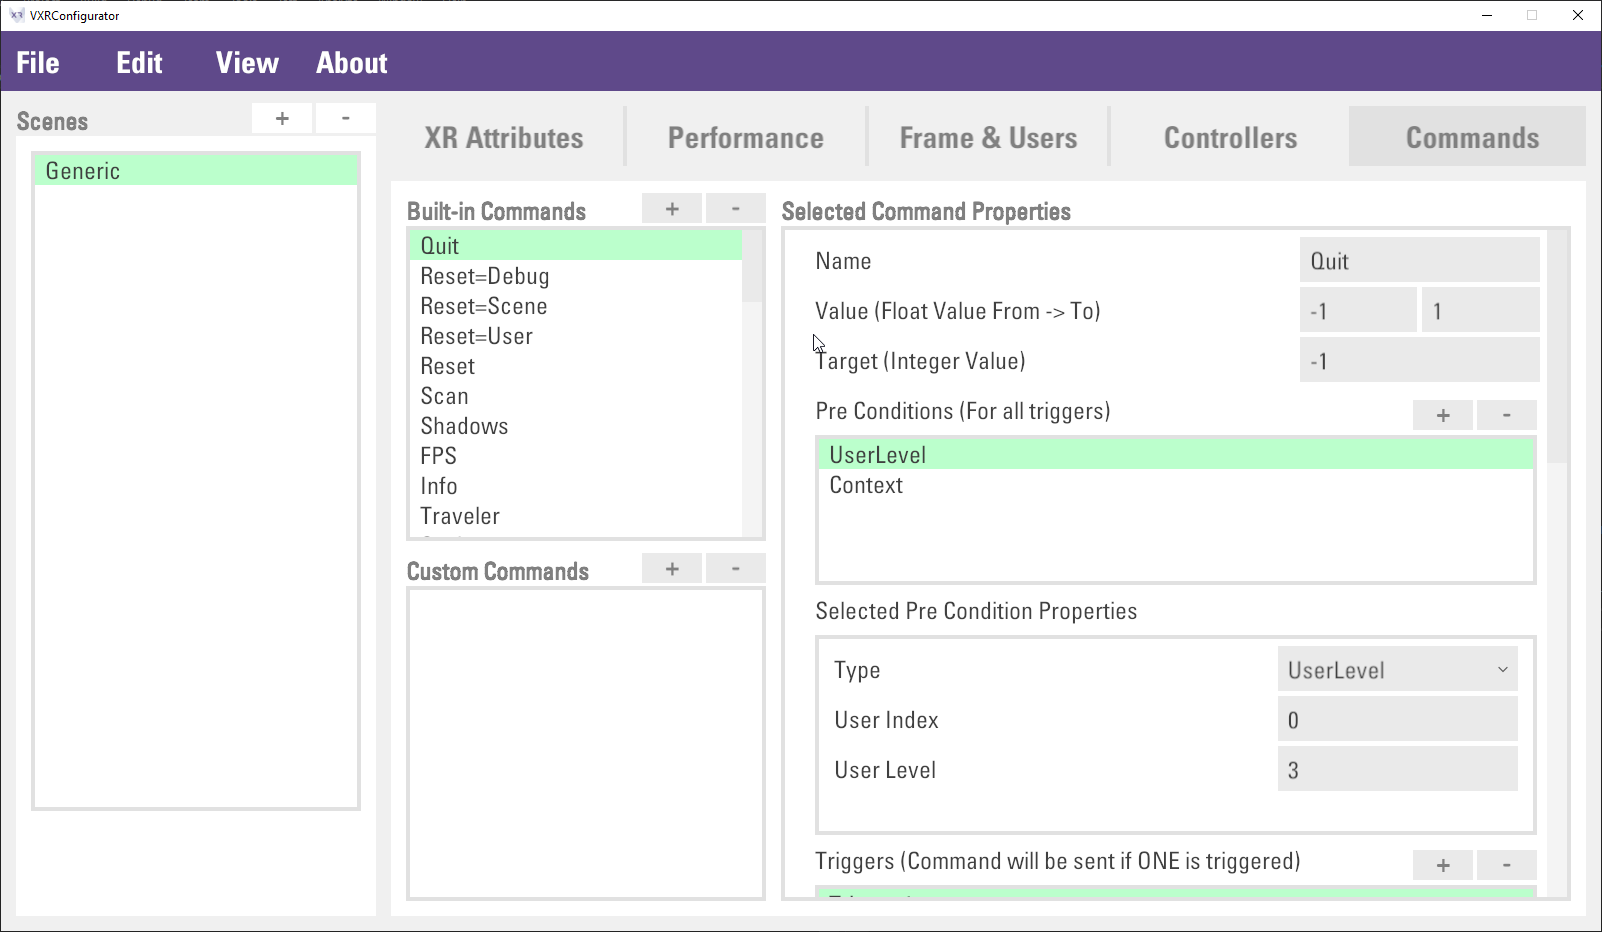 VXRConfigurator
File Edit View About
Scenes + -
Generic
XR Attributes Performance Frame & Users Controllers Commands
Built-in Commands + -
Quit
Reset=Debug
Reset=Scene
Reset=User
Reset
Scan
Shadows
FPS
Info
Traveler
Custom Commands + -
Selected Command Properties
Name Quit
Value (Float Value From -> To) -1 1
Target (Integer Value) -1
Pre Conditions (For all triggers) + -
UserLevel
Context
Selected Pre Condition Properties
Type UserLevel
User Index 0
User Level 3
Triggers (Command will be sent if ONE is triggered) + -